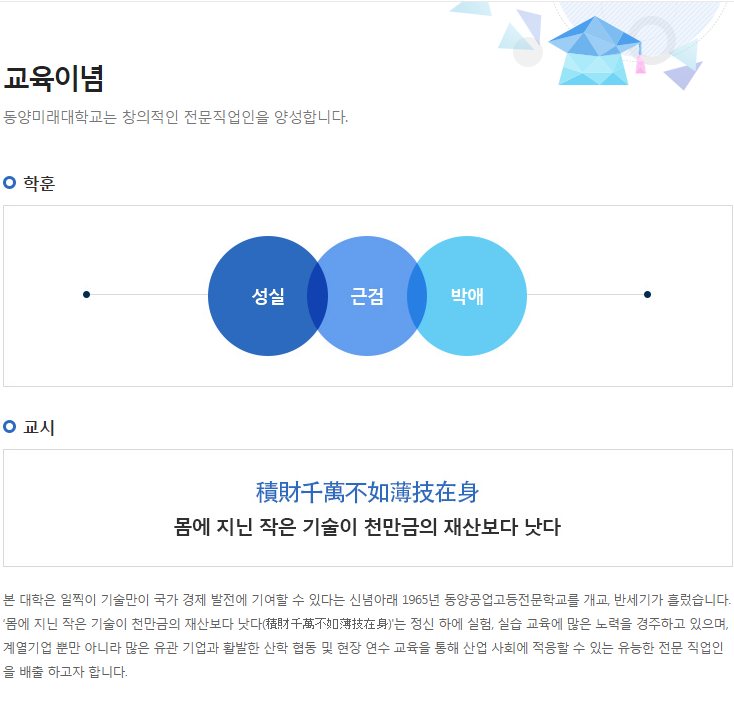 교육이념
동양미래대학교는 창의적인 전문직업인을 양성합니다.
학훈
성실 근검 박애
교시
積財千萬不如薄技在身
몸에 지닌 작은 기술이 천만금의 재산보다 낫다
본 대학은 일찍이 기술만이 국가 경제 발전에 기여할 수 있다는 신념아래 1965년 동양공업고등전문학교를 개교, 반세기가 흘렀습니다.
'몸에 지닌 작은 기술이 천만금의 재산보다 낫다(積財千萬不如薄技在身)'는 정신 하에 실험, 실습 교육에 많은 노력을 경주하고 있으며,
계열기업 뿐만 아니라 많은 유관 기업과 활발한 산학 협동 및 현장 연수 교육을 통해 산업 사회에 적응할 수 있는 유능한 전문 직업인
을 배출 하고자 합니다.